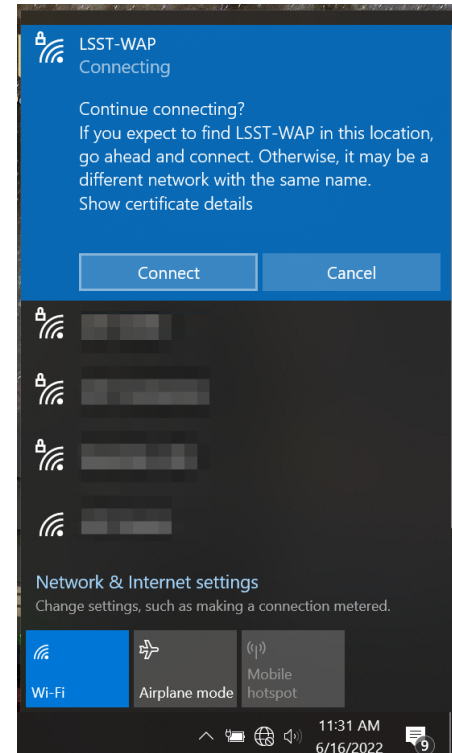 LSST-WAP
Connecting
Continue connecting?
If you expect to find LSST-WAP in this location,
go ahead and connect. Otherwise, it may be a
different network with the same name.
Show certificate details
Connect Cancel
Network & Internet settings
Change settings, such as making a connection metered.
Wi-Fi
Airplane mode
Mobile
hotspot
11:31 AM
6/16/2022
9